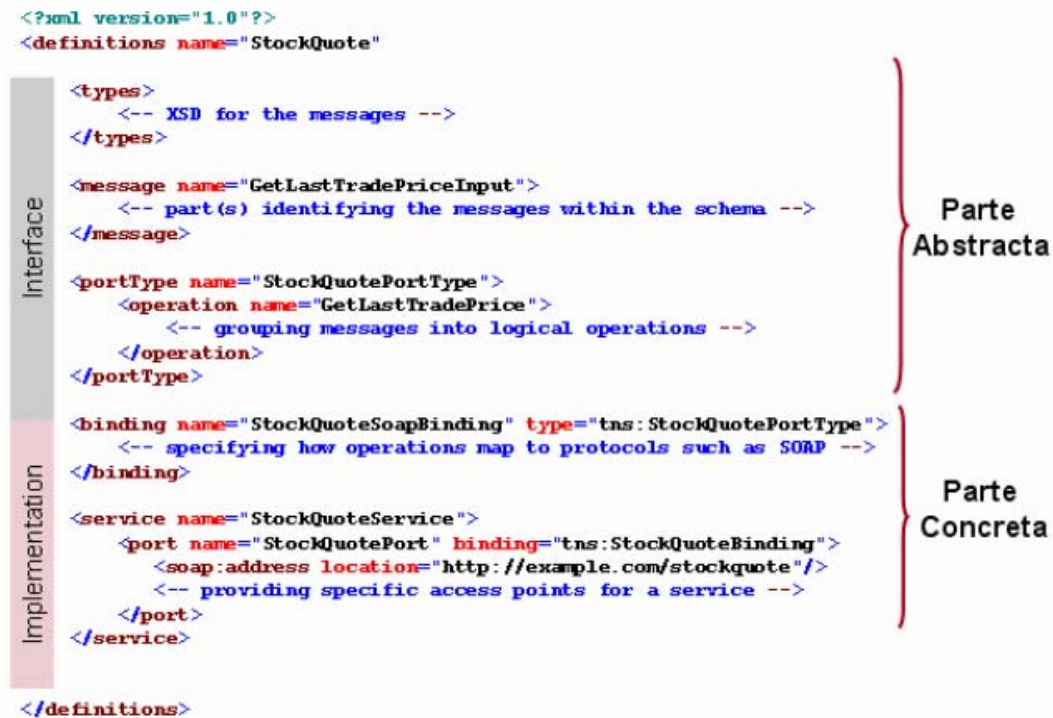 <?xml version="1.0"?>
<definitions name="StockQuote"
<types>
<-- XSD for the messages -->
</types>
<message name="GetLastTradePriceInput">
<-- part(s) identifying the messages within the schema -->
</message>
<portType name="StockQuotePortType">
<operation name="GetLastTradePrice">
<-- grouping messages into logical operations -->
</operation>
</portType>
<binding name="StockQuoteSoapBinding" type="tns:StockQuotePortType">
<-- specifying how operations map to protocols such as SOAP -->
</binding>
<service name="StockQuoteService">
<port name="StockQuotePort" binding="tns:StockQuoteBinding">
<soap:address location="http://example.com/stockquote"/>
<-- providing specific access points for a service -->
</port>
</service>
</definitions>
Interface
Implementation
Parte
Abstracta
Parte
Concreta